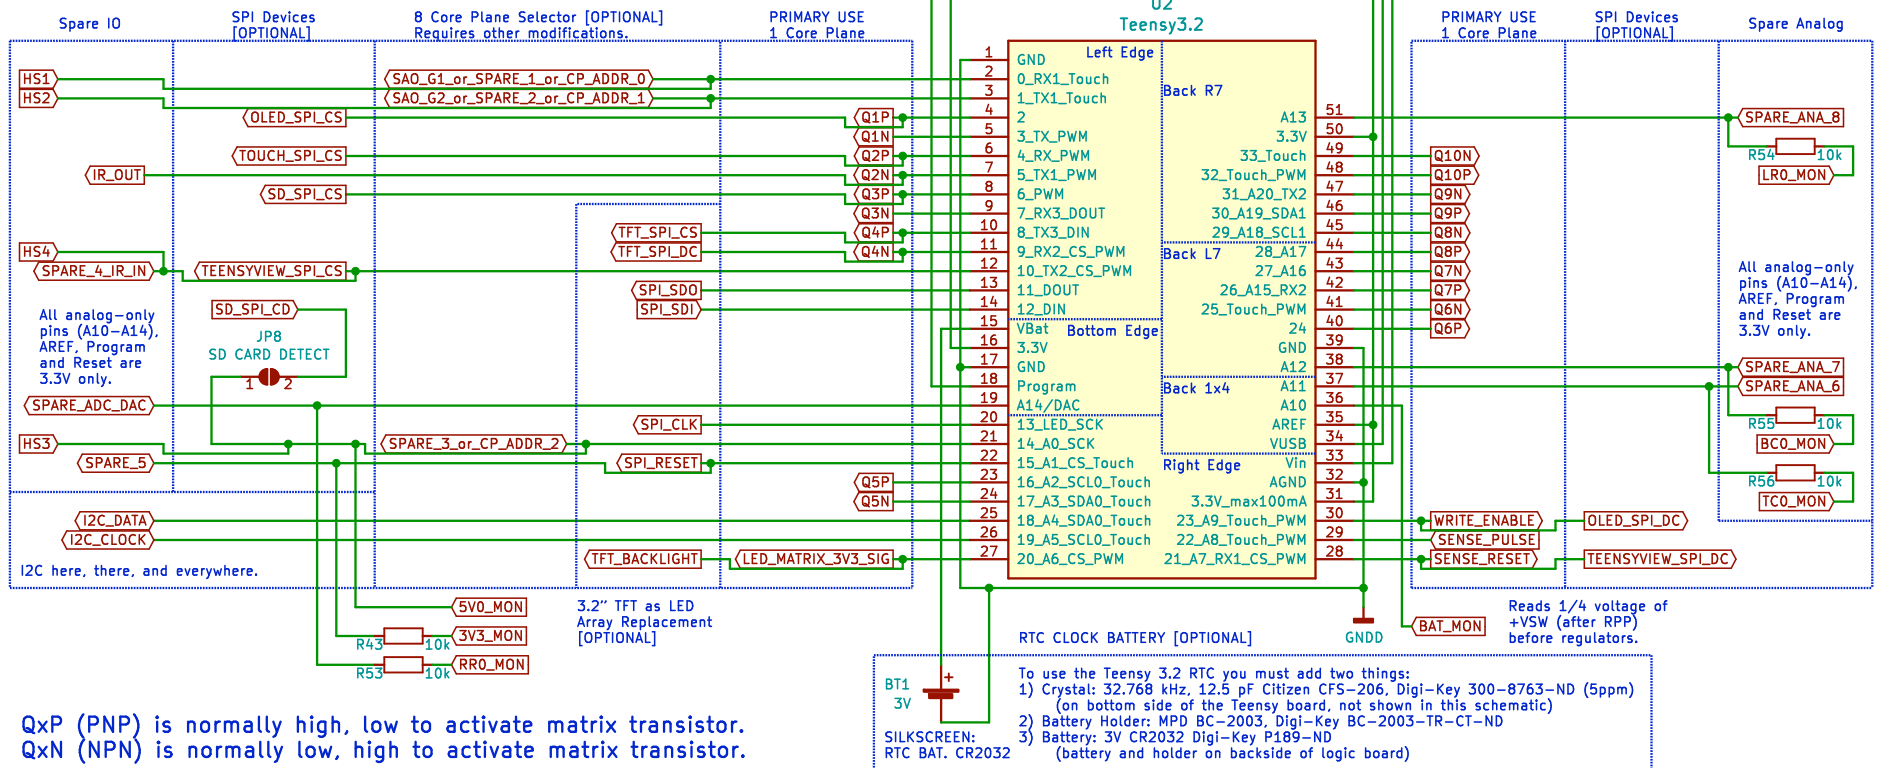 U2
Teensy3.2
Spare IO
SPI Devices
[OPTIONAL]
8 Core Plane Selector [OPTIONAL]
Requires other modifications.
PRIMARY USE
1 Core Plane
PRIMARY USE
1 Core Plane
SPI Devices
[OPTIONAL]
Spare Analog
HS1
HS2
SAO_G1_or_SPARE_1_or_CP_ADDR_0
SAO_G2_or_SPARE_2_or_CP_ADDR_1
OLED_SPI_CS
TOUCH_SPI_CS
IR_OUT
SD_SPI_CS
TFT_SPI_CS
TFT_SPI_DC
HS4
SPARE_4_IR_IN
TEENSYVIEW_SPI_CS
SPI_SDO
SPI_SDI
SD_SPI_CD
JP8
SD CARD DETECT
1 2
All analog-only
pins (A10-A14),
AREF, Program
and Reset are
3.3V only.
SPARE_ADC_DAC
SPI_CLK
HS3
SPARE_3_or_CP_ADDR_2
SPARE_5
SPI_RESET
Q1P
Q1N
Q2P
Q2N
Q3P
Q3N
Q4P
Q4N
Q5P
Q5N
I2C_DATA
I2C_CLOCK
TFT_BACKLIGHT
LED_MATRIX_3V3_SIG
I2C here, there, and everywhere.
5V0_MON
R43 10k 3V3_MON
R53 10k RR0_MON
3.2" TFT as LED
Array Replacement
[OPTIONAL]
Left Edge
Back R7
Back L7
Bottom Edge
Back 1x4
Right Edge
1 GND
2 0_RX1_Touch
3 1_TX1_Touch
4 2
5 3_TX_PWM
6 4_RX_PWM
7 5_TX1_PWM
8 6_PWM
9 7_RX3_DOUT
10 8_TX3_DIN
11 9_RX2_CS_PWM
12 10_TX2_CS_PWM
13 11_DOUT
14 12_DIN
15 VBat
16 3.3V
17 GND
18 Program
19 A14/DAC
20 13_LED_SCK
21 14_A0_SCK
22 15_A1_CS_Touch
23 16_A2_SCL0_Touch
24 17_A3_SDA0_Touch
25 18_A4_SDA0_Touch
26 19_A5_SCL0_Touch
27 20_A6_CS_PWM
A13 51
3.3V 50
33_Touch 49
32_Touch_PWM 48
31_A20_TX2 47
30_A19_SDA1 46
29_A18_SCL1 45
28_A17 44
27_A16 43
26_A15_RX2 42
25_Touch_PWM 41
24 40
GND 39
A12 38
A11 37
A10 36
AREF 35
VUSB 34
Vin 33
AGND 32
3.3V_max100mA 31
23_A9_Touch_PWM 30
22_A8_Touch_PWM 29
21_A7_RX1_CS_PWM 28
Q10N
Q10P
Q9N
Q9P
Q8N
Q8P
Q7N
Q7P
Q6N
Q6P
WRITE_ENABLE
SENSE_PULSE
SENSE_RESET
OLED_SPI_DC
TEENSYVIEW_SPI_DC
SPARE_ANA_8
R54 10k
LR0_MON
All analog-only
pins (A10-A14),
AREF, Program
and Reset are
3.3V only.
SPARE_ANA_7
SPARE_ANA_6
R55 10k
BC0_MON
R56 10k
TC0_MON
GNDD
BAT_MON
Reads 1/4 voltage of
+VSW (after RPP)
before regulators.
RTC CLOCK BATTERY [OPTIONAL]
BT1
3V
+
SILKSCREEN:
RTC BAT. CR2032
To use the Teensy 3.2 RTC you must add two things:
1) Crystal: 32.768 kHz, 12.5 pF Citizen CFS-206, Digi-Key 300-8763-ND (5ppm)
(on bottom side of the Teensy board, not shown in this schematic)
2) Battery Holder: MPD BC-2003, Digi-Key BC-2003-TR-CT-ND
3) Battery: 3V CR2032 Digi-Key P189-ND
(battery and holder on backside of logic board)
QxP (PNP) is normally high, low to activate matrix transistor.
QxN (NPN) is normally low, high to activate matrix transistor.